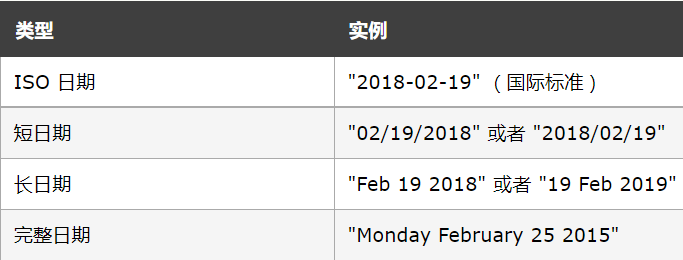 类型 实例
ISO 日期 "2018-02-19" （国际标准）
短日期 "02/19/2018" 或者 "2018/02/19"
长日期 "Feb 19 2018" 或者 "19 Feb 2019"
完整日期 "Monday February 25 2015"